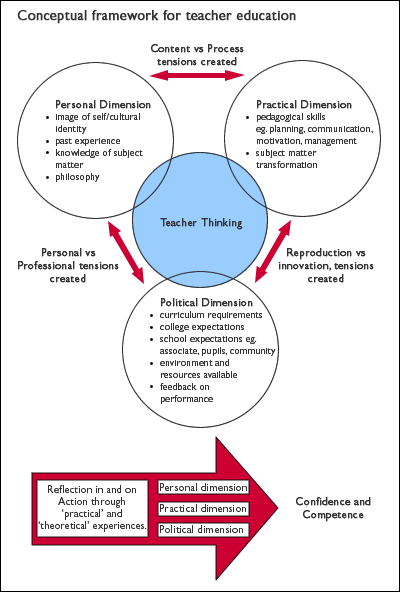 Conceptual framework for teacher education
Content vs Process
tensions created
Personal Dimension
• image of self/cultural
identity
• past experience
• knowledge of subject
matter
• philosophy
Practical Dimension
• pedagogical skills
eg. planning, communication,
motivation, management
• subject matter
transformation
Teacher Thinking
Personal vs
Professional tensions
created
Reproduction vs
innovation, tensions
created
Political Dimension
• curriculum requirements
• college expectations
• school expectations eg.
associate, pupils, community
• environment and
resources available
• feedback on
performance
Reflection in and on
Action through
'practical' and
'theoretical' experiences.
Personal dimension
Practical dimension
Political dimension
Confidence and
Competence